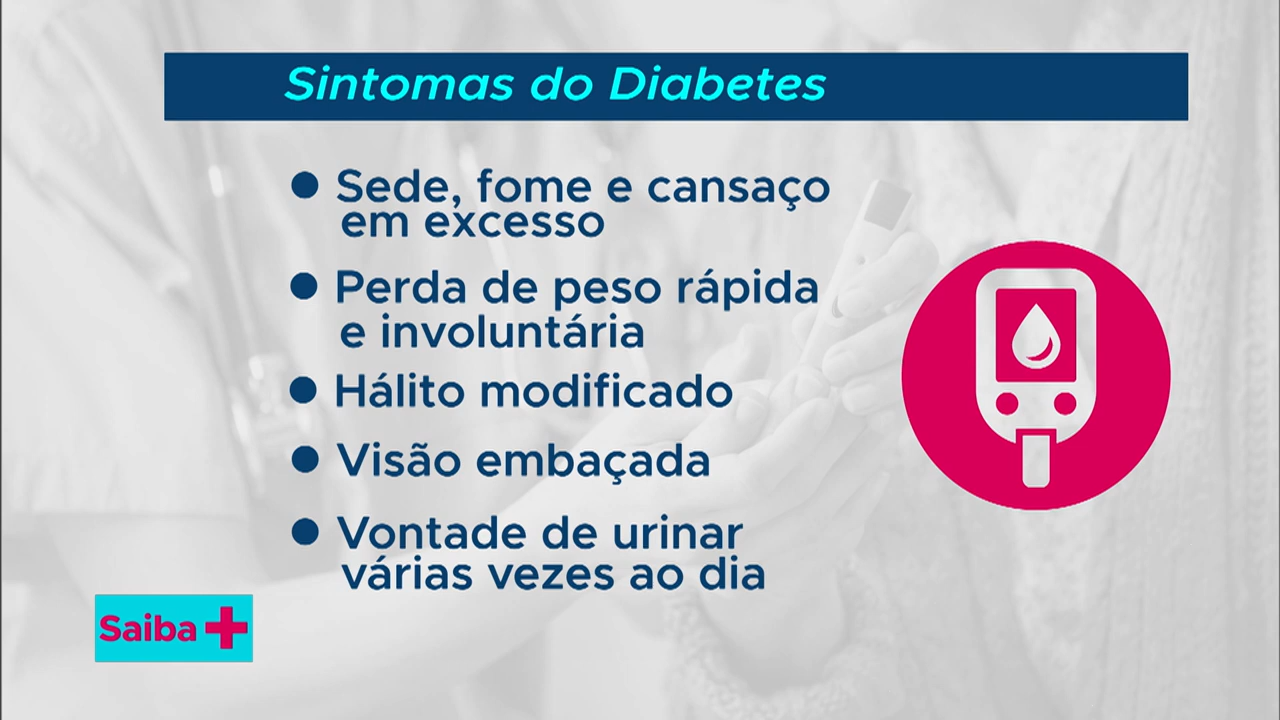 Sintomas do Diabetes
Sede, fome e cansaço
em excesso
Perda de peso rápida
e involuntária
Hálito modificado
Visão embaçada
Vontade de urinar
várias vezes ao dia
Saiba +